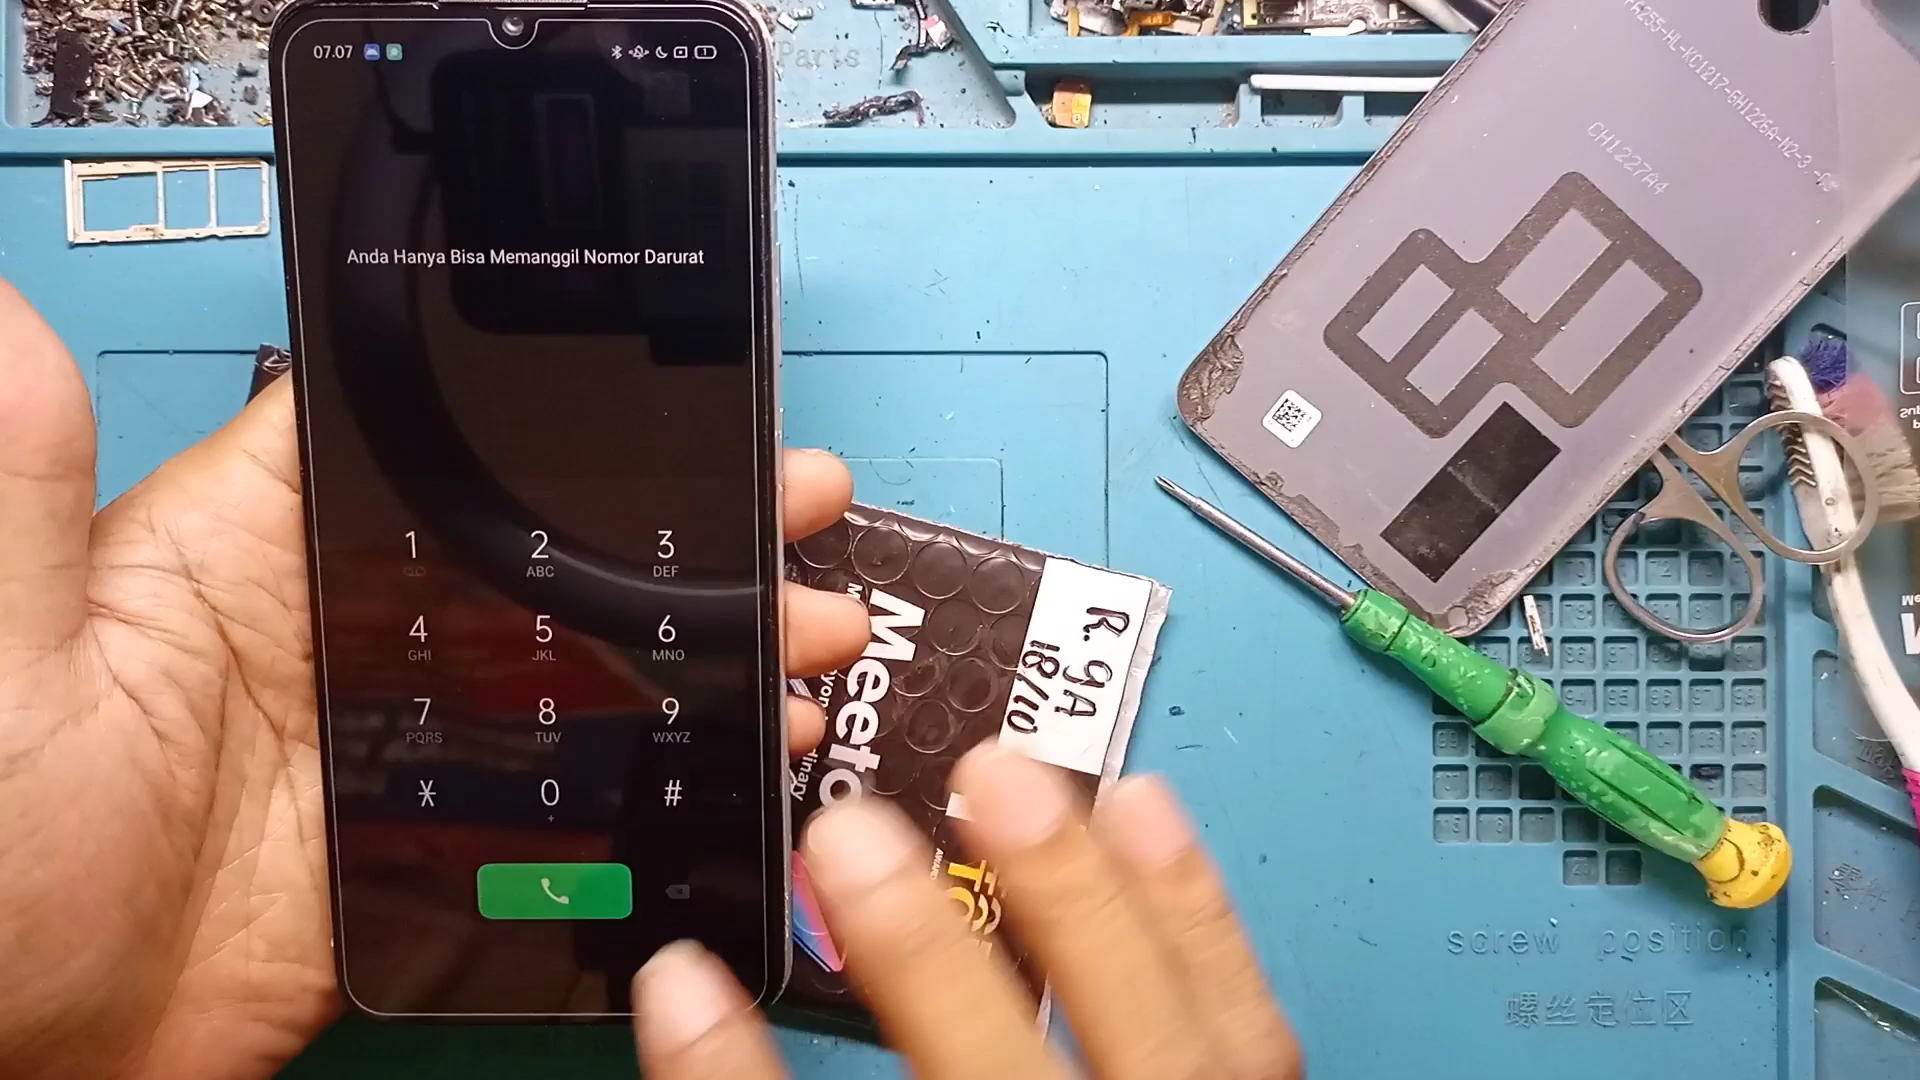 07.07
Parts
Anda Hanya Bisa Memanggil Nomor Darurat
1
2
ABC
3
DEF
4
GHI
5
JKL
6
MNO
7
PQRS
8
TUV
9
WXYZ
*
0
+
#
CH1227A4
R. 9A
18/10
Meeto
screw position
螺丝定位区